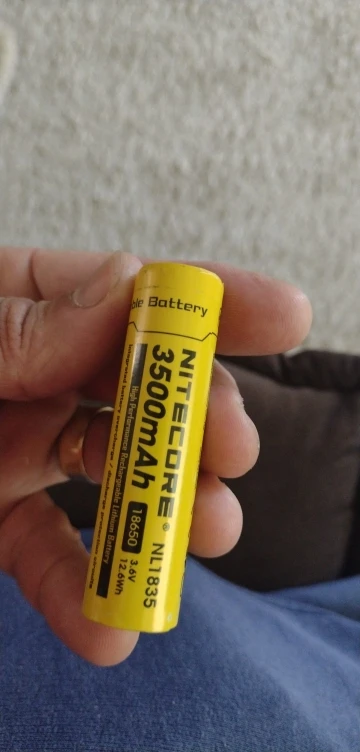 ble Battery
NITECORE® NL1835
3500mAh 18650 3.6V
12.6Wh
High Performance Rechargeable Lithium Battery